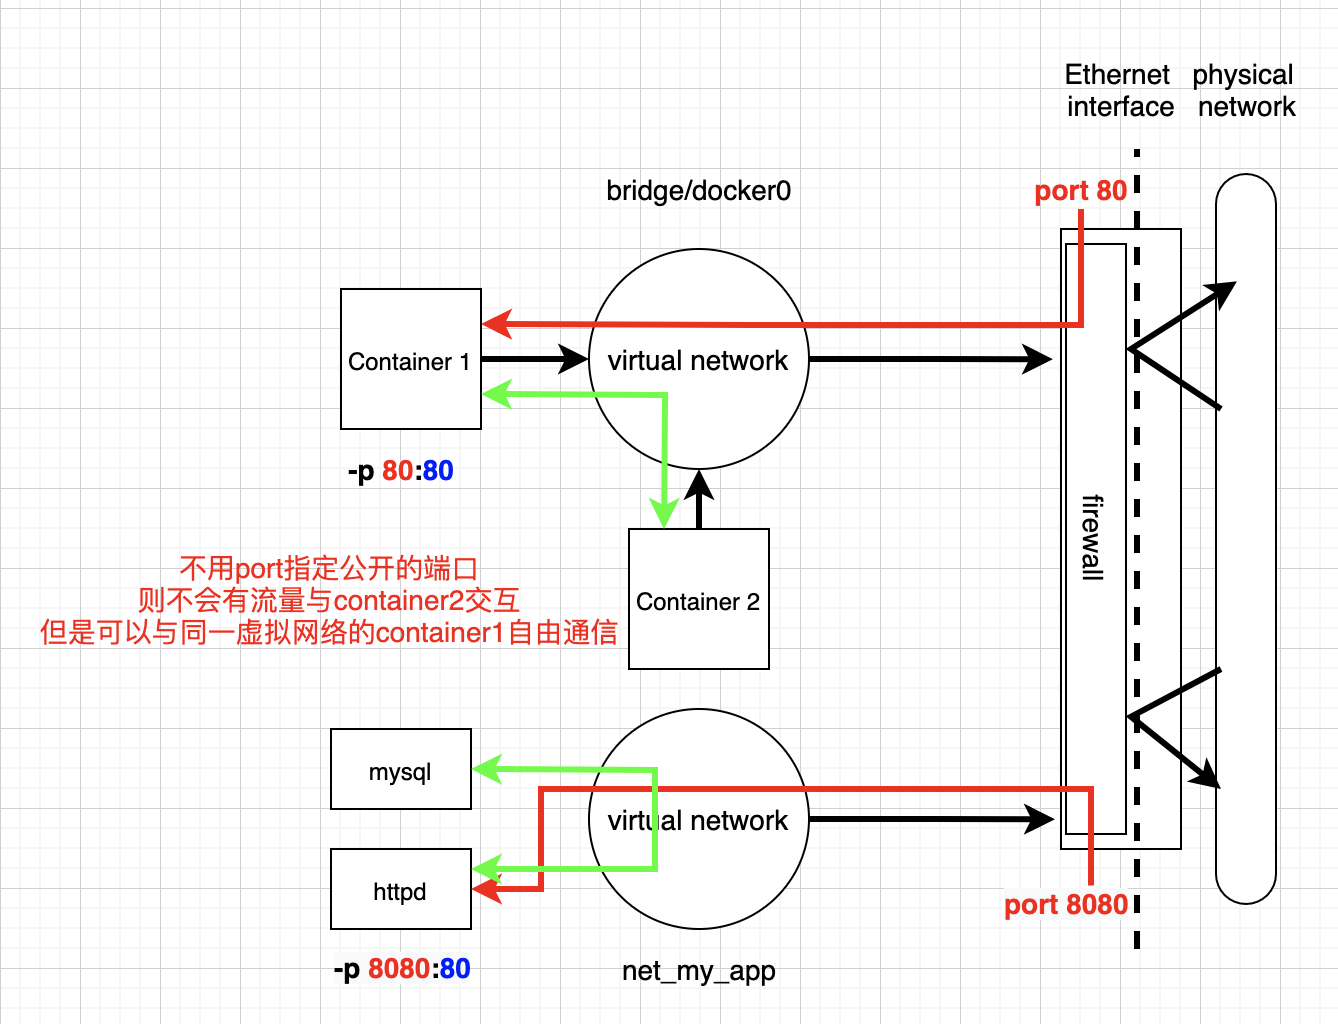 Ethernet
interface
physical
network
bridge/docker0
port 80
Container 1
virtual network
-p 80:80
firewall
不用port指定公开的端口
则不会有流量与container2交互
但是可以与同一虚拟网络的container1自由通信
Container 2
mysql
virtual network
httpd
port 8080
-p 8080:80
net_my_app